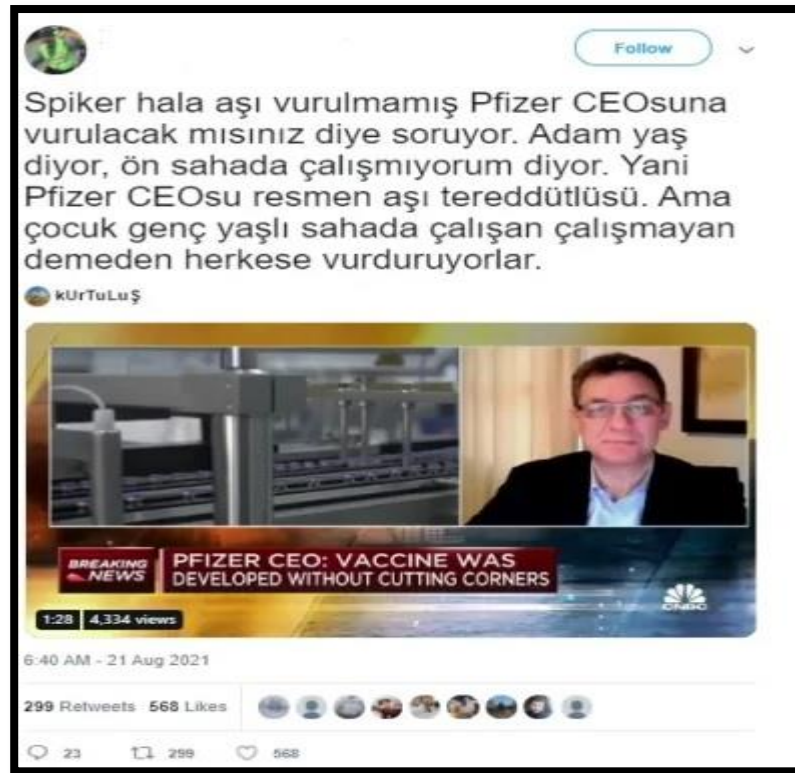 Follow
Spiker hala aşı vurulmamış Pfizer CEOsuna
vurulacak mısınız diye soruyor. Adam yaş
diyor, ön sahada çalışmıyorum diyor. Yani
Pfizer CEOsu resmen aşı tereddütlüsü. Ama
çocuk genç yaşlı sahada çalışan çalışmayan
demeden herkese vurduruyorlar.
kUrTuLuŞ
BREAKING NEWS
PFIZER CEO: VACCINE WAS
DEVELOPED WITHOUT CUTTING CORNERS
CNBC
1:28 4,334 views
6:40 AM - 21 Aug 2021
299 Retweets 568 Likes
23 299 568